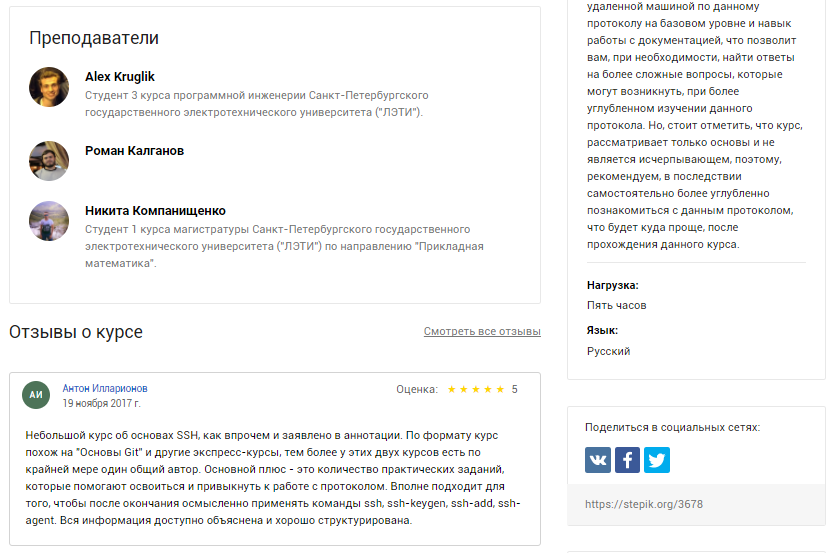 Преподаватели
Alex Kruglik
Студент 3 курса программной инженерии Санкт-Петербургского
государственного электротехнического университета ("ЛЭТИ").
Роман Калганов
Никита Компанищенко
Студент 1 курса магистратуры Санкт-Петербургского государственного
электротехнического университета ("ЛЭТИ") по направлению "Прикладная
математика".
Отзывы о курсе
Смотреть все отзывы
АИ
Антон Илларионов
19 ноября 2017 г.
Оценка: ★ ★ ★ ★ ★ 5
Небольшой курс об основах SSH, как впрочем и заявлено в аннотации. По формату курс
похож на "Основы Git" и другие экспресс-курсы, тем более у этих двух курсов есть по
крайней мере один общий автор. Основной плюс - это количество практических заданий,
которые помогают освоиться и привыкнуть к работе с протоколом. Вполне подходит для
того, чтобы после окончания осмысленно применять команды ssh, ssh-keygen, ssh-add, ssh-
agent. Вся информация доступно объяснена и хорошо структурирована.
удаленной машиной по данному
протоколу на базовом уровне и навык
работы с документацией, что позволит
вам, при необходимости, найти ответы
на более сложные вопросы, которые
могут возникнуть, при более
углубленном изучении данного
протокола. Но, стоит отметить, что курс,
рассматривает только основы и не
является исчерпывающем, поэтому,
рекомендуем, в последствии
самостоятельно более углубленно
познакомиться с данным протоколом,
что будет куда проще, после
прохождения данного курса.
Нагрузка:
Пять часов
Язык:
Русский
Поделиться в социальных сетях:
https://stepik.org/3678